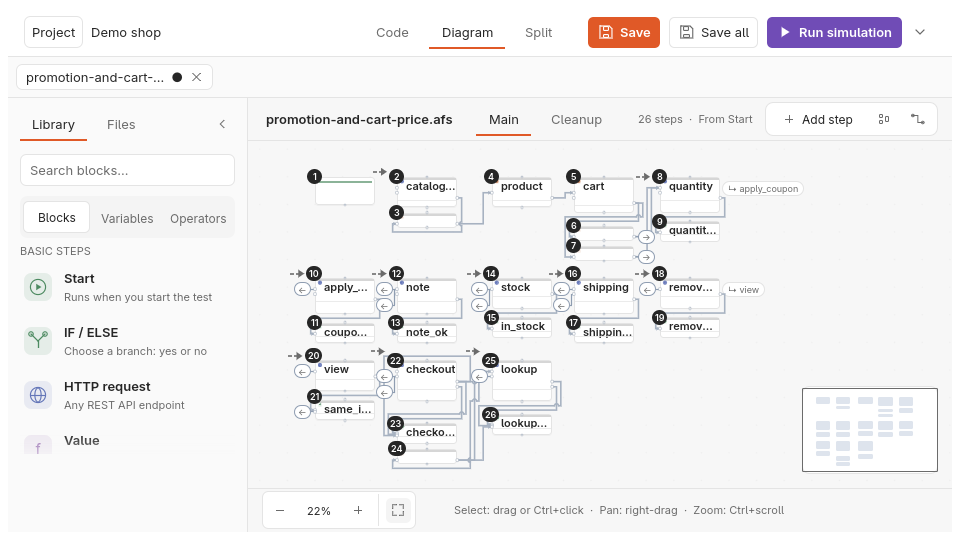 Project Demo shop Code Diagram Split Save Save all Run simulation
promotion-and-cart-...
Library Files promotion-and-cart-price.afs Main Cleanup 26 steps · From Start Add step
Search blocks...
Blocks Variables Operators
BASIC STEPS
Start
Runs when you start the test
IF / ELSE
Choose a branch: yes or no
HTTP request
Any REST API endpoint
Value
1 2 4 5 8
catalog... product cart quantity apply_coupon
3 6 9
quantit...
7
10 12 14 16 18
apply_... note stock shipping remov... view
11 13 15 17 19
coupo... note_ok in_stock shippin... remov...
20 22 25
view checkout lookup
21 same_i...
23 checko...
26 lookup...
24
22% Select: drag or Ctrl+click · Pan: right-drag · Zoom: Ctrl+scroll